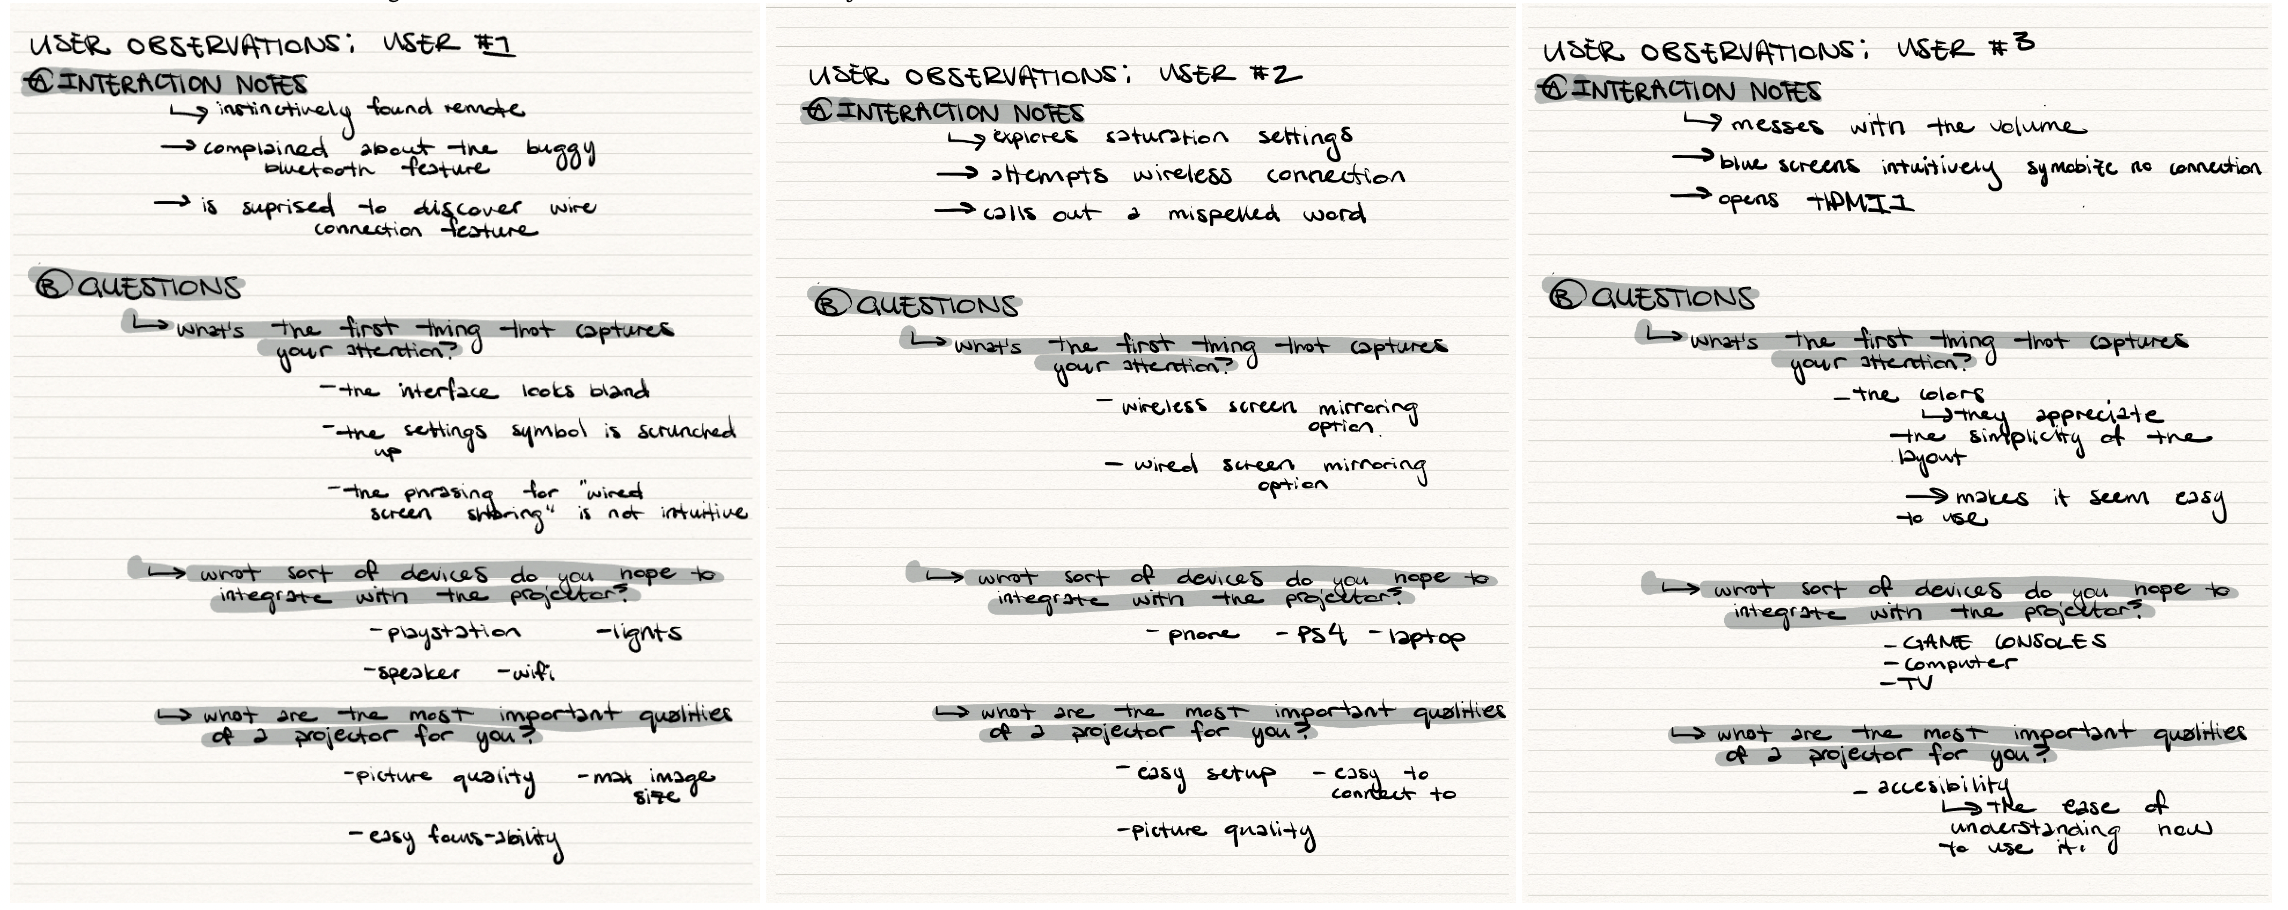 USER OBSERVATIONS: USER #1
Ⓐ INTERACTION NOTES
↳ instinctively found remote
→ complained about the buggy
bluetooth feature
→ is suprised to discover wire
connection feature
Ⓑ QUESTIONS
↳ what's the first thing that captures
your attention?
- the interface looks bland
- the settings symbol is scrunched
up
- the phrasing for "wired
screen sharing" is not intuitive
↳ what sort of devices do you hope to
integrate with the projector?
- playstation - lights
- speaker - wifi
↳ what are the most important qualities
of a projector for you?
- picture quality - max image
size
- easy focus-ability
USER OBSERVATIONS: USER #2
Ⓐ INTERACTION NOTES
↳ explores saturation settings
→ attempts wireless connection
→ calls out a mispelled word
Ⓑ QUESTIONS
↳ what's the first thing that captures
your attention?
- wireless screen mirroring
option.
- wired screen mirroring
option
↳ what sort of devices do you hope to
integrate with the projector?
- phone - PS4 - laptop
↳ what are the most important qualities
of a projector for you?
- easy setup - easy to
connect to
- picture quality
USER OBSERVATIONS: USER #3
Ⓐ INTERACTION NOTES
↳ messes with the volume
→ blue screens intuitively symobize no connection
→ opens HDMI1
Ⓑ QUESTIONS
↳ what's the first thing that captures
your attention?
- the colors
↳ they appreciate
the simplicity of the
layout
→ makes it seem easy
to use
↳ what sort of devices do you hope to
integrate with the projector?
- GAME CONSOLES
- computer
- TV
↳ what are the most important qualities
of a projector for you?
- accesibility
↳ the ease of
understanding how
to use it.